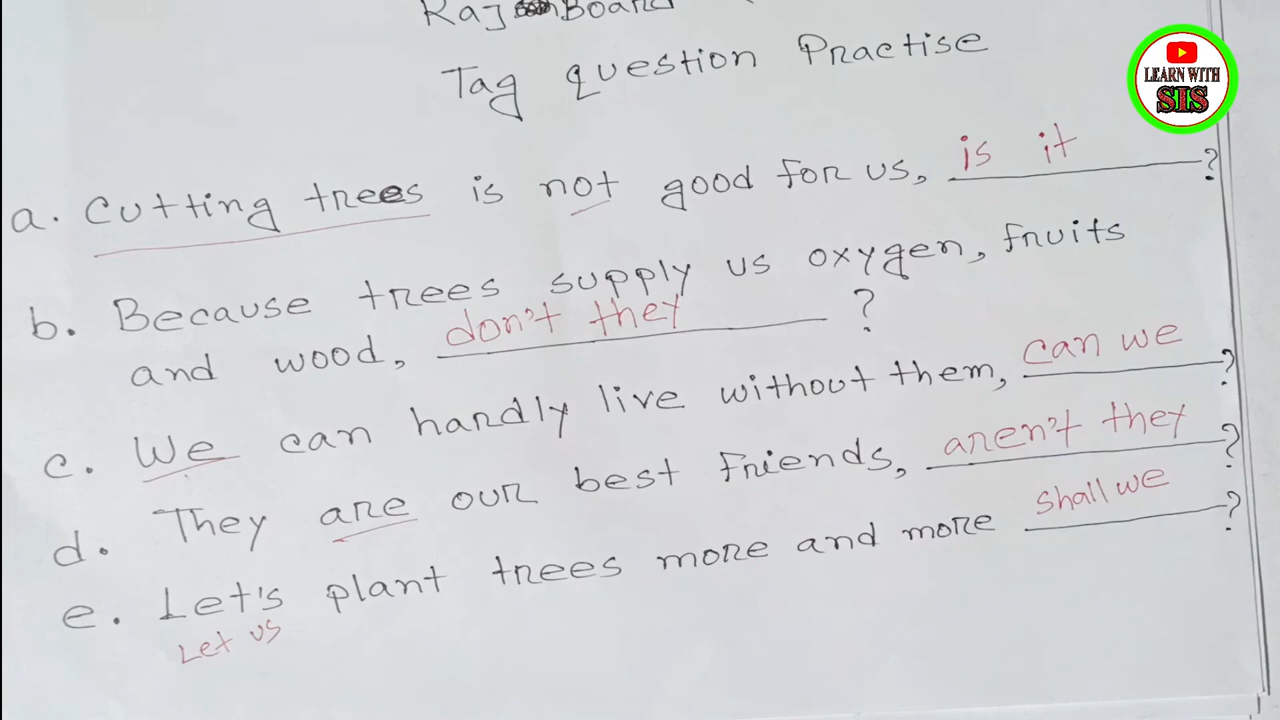 Raj Board
Tag question Practise
LEARN WITH
SIS
a. Cutting trees is not good for us, is it ?
b. Because trees supply us oxygen, fruits
and wood, don't they ?
c. We can hardly live without them, can we ?
d. They are our best friends, aren't they ?
e. Let's plant trees more and more shall we ?
Let us